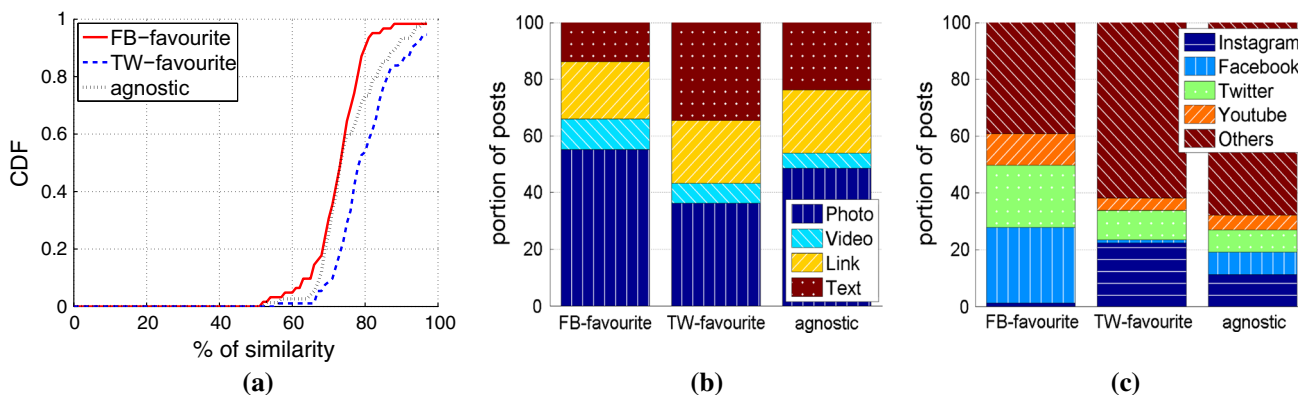 1
0.8
0.6
0.4
0.2
0
CDF
FB-favourite
TW-favourite
agnostic
0
20
40
60
80
100
% of similarity
(a)
100
80
60
40
20
0
portion of posts
Photo
Video
Link
Text
FB-favourite
TW-favourite
agnostic
(b)
100
80
60
40
20
0
portion of posts
Instagram
Facebook
Twitter
Youtube
Others
FB-favourite
TW-favourite
agnostic
(c)